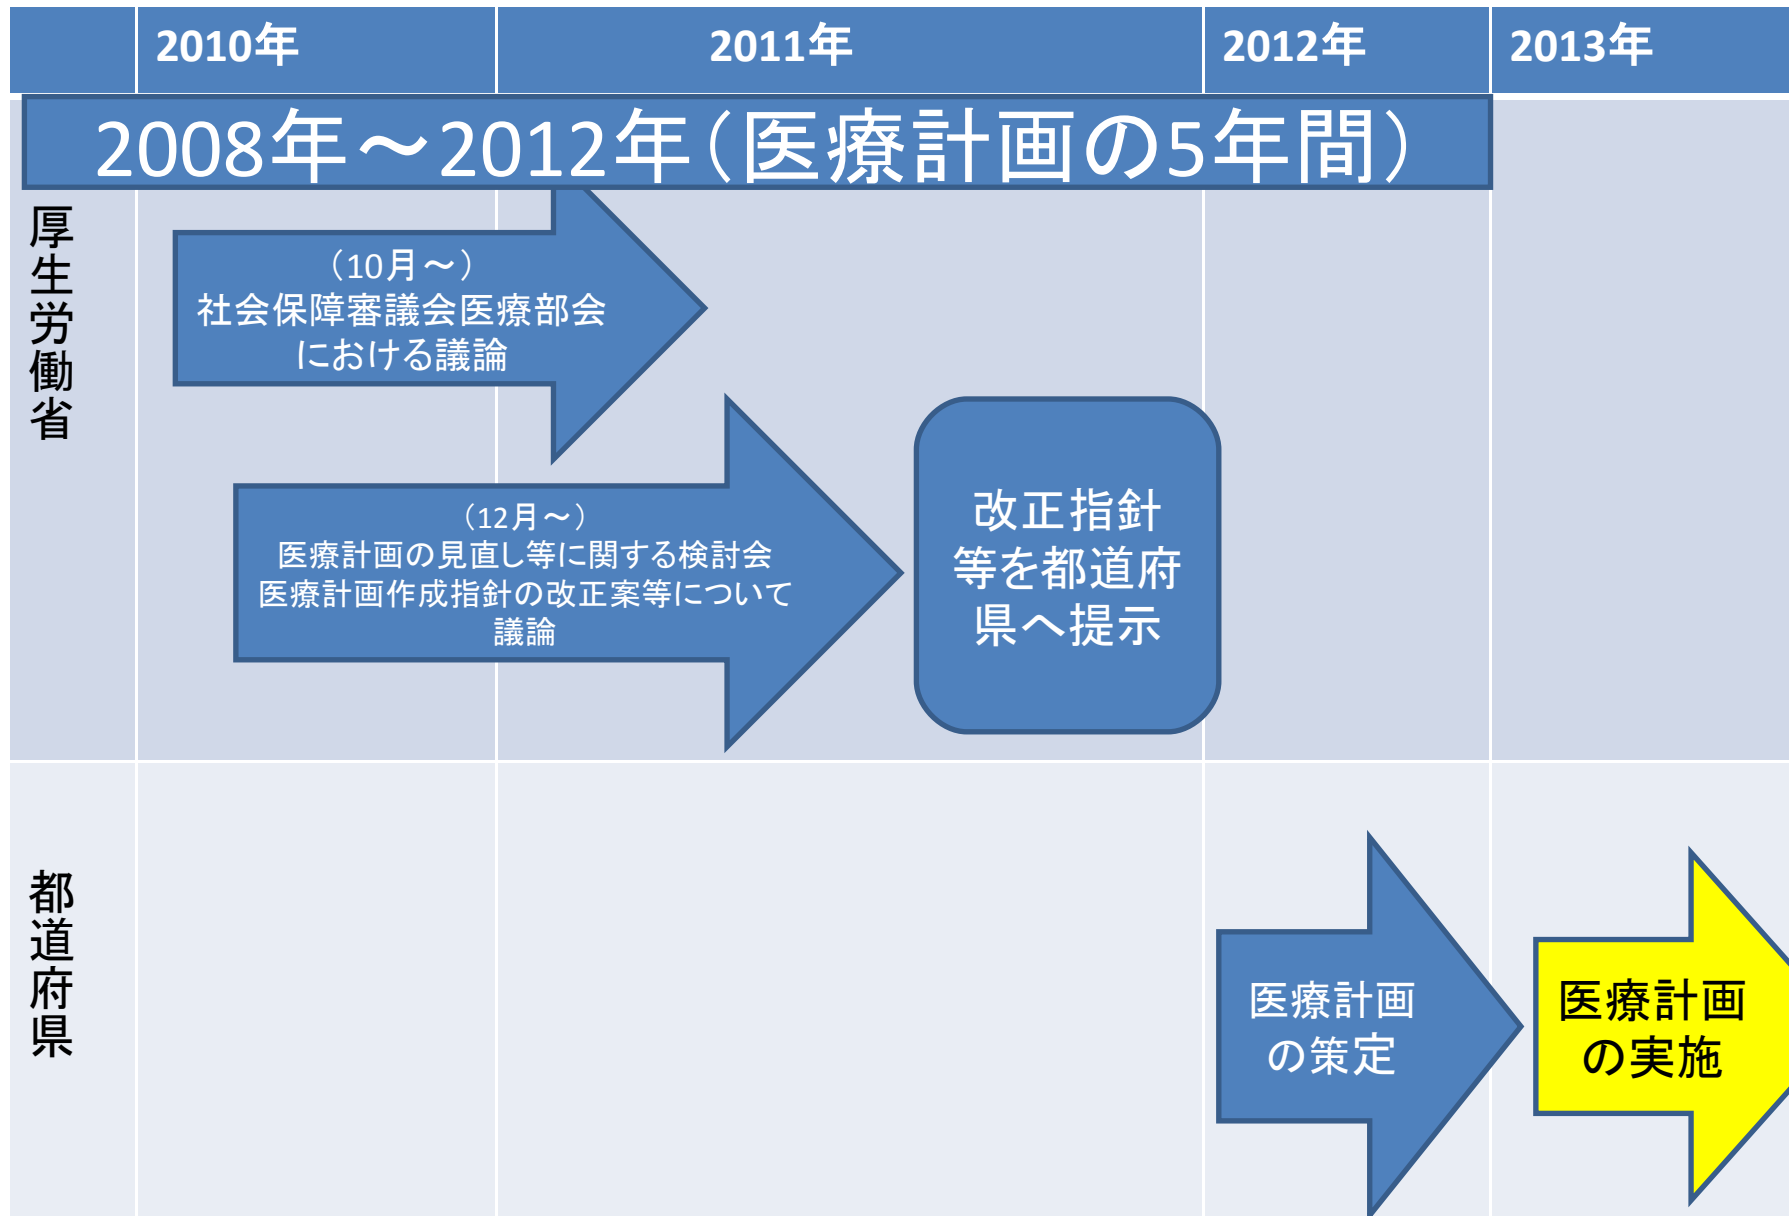 2010年
2011年
2012年
2013年
2008年～2012年（医療計画の5年間）
厚生労働省
（10月～）
社会保障審議会医療部会
における議論
（12月～）
医療計画の見直し等に関する検討会
医療計画作成指針の改正案等について
議論
改正指針
等を都道府
県へ提示
都道府県
医療計画
の策定
医療計画
の実施